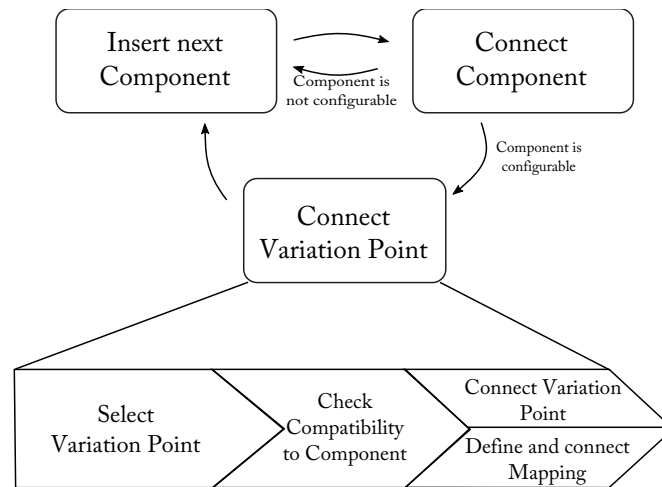 Insert next
Component
Connect
Component
Component is
not configurable
Component is
configurable
Connect
Variation Point
Select
Variation Point
Check
Compatibility
to Component
Connect Variation
Point
Define and connect
Mapping